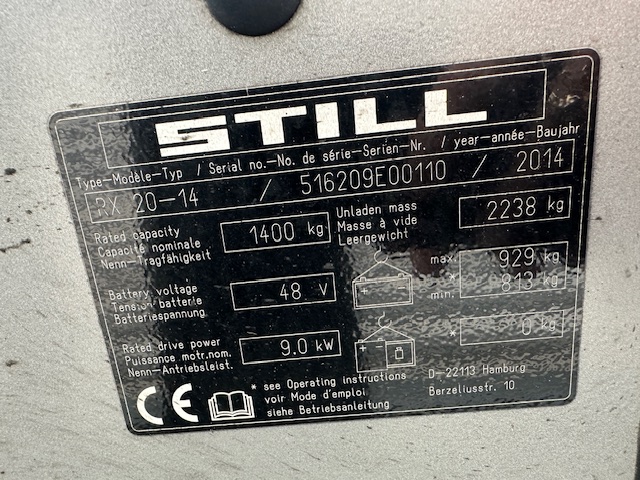 STILL
Type-Modèle-Typ / Serial no.-No. de série-Serien-Nr. / year-année-Baujahr
RX 20-14 / 516209E00110 / 2014
Rated capacity
Capacité nominale
Nenn-Tragfähigkeit
1400 kg
Unladen mass
Masse à vide
Leergewicht
2238 kg
Battery voltage
Tension batterie
Batteriespannung
48 V
max. 929 kg
*
min. 813 kg
Rated drive power
Puissance motr.nom.
Nenn-Antriebsleist.
9.0 kW
* 0 kg
CE
* see Operating instructions
voir Mode d'emploi
siehe Betriebsanleitung
D-22113 Hamburg
Berzeliusstr. 10